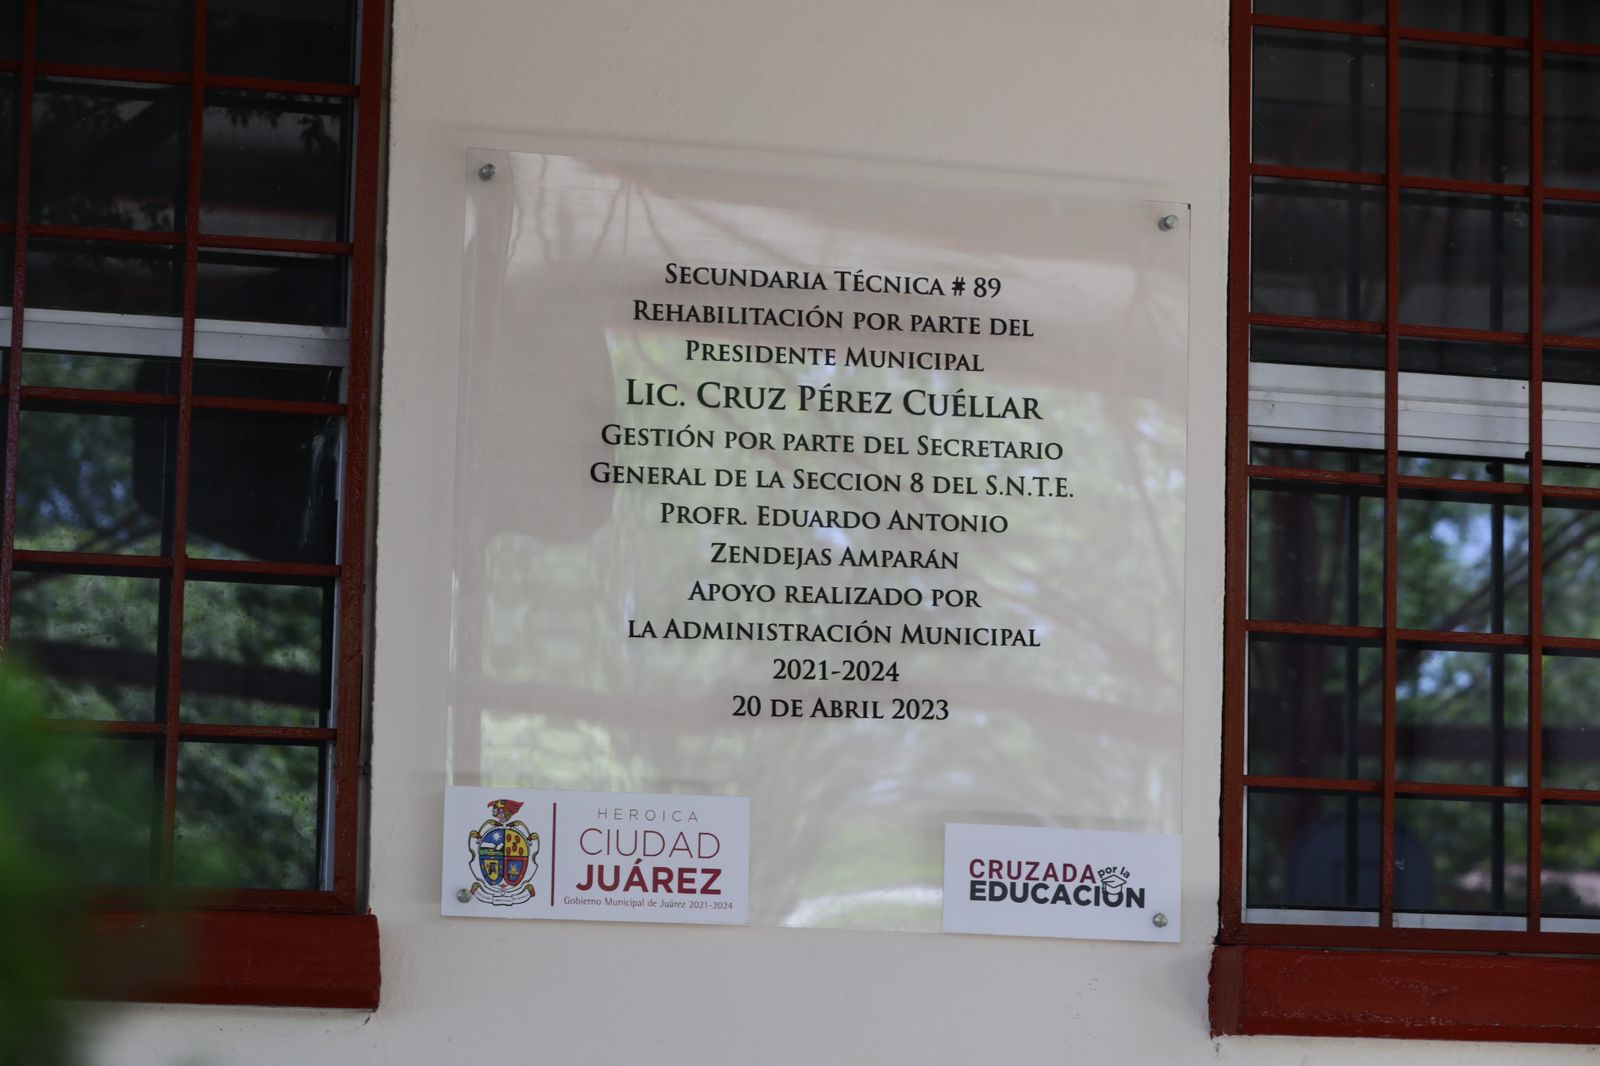 SECUNDARIA TÉCNICA # 89
REHABILITACIÓN POR PARTE DEL
PRESIDENTE MUNICIPAL
LIC. CRUZ PÉREZ CUÉLLAR
GESTIÓN POR PARTE DEL SECRETARIO
GENERAL DE LA SECCION 8 DEL S.N.T.E.
PROFR. EDUARDO ANTONIO
ZENDEJAS AMPARÁN
APOYO REALIZADO POR
LA ADMINISTRACIÓN MUNICIPAL
2021-2024
20 DE ABRIL 2023
HEROICA
CIUDAD
JUÁREZ
Gobierno Municipal de Juárez 2021-2024
CRUZADA por la
EDUCACIÓN